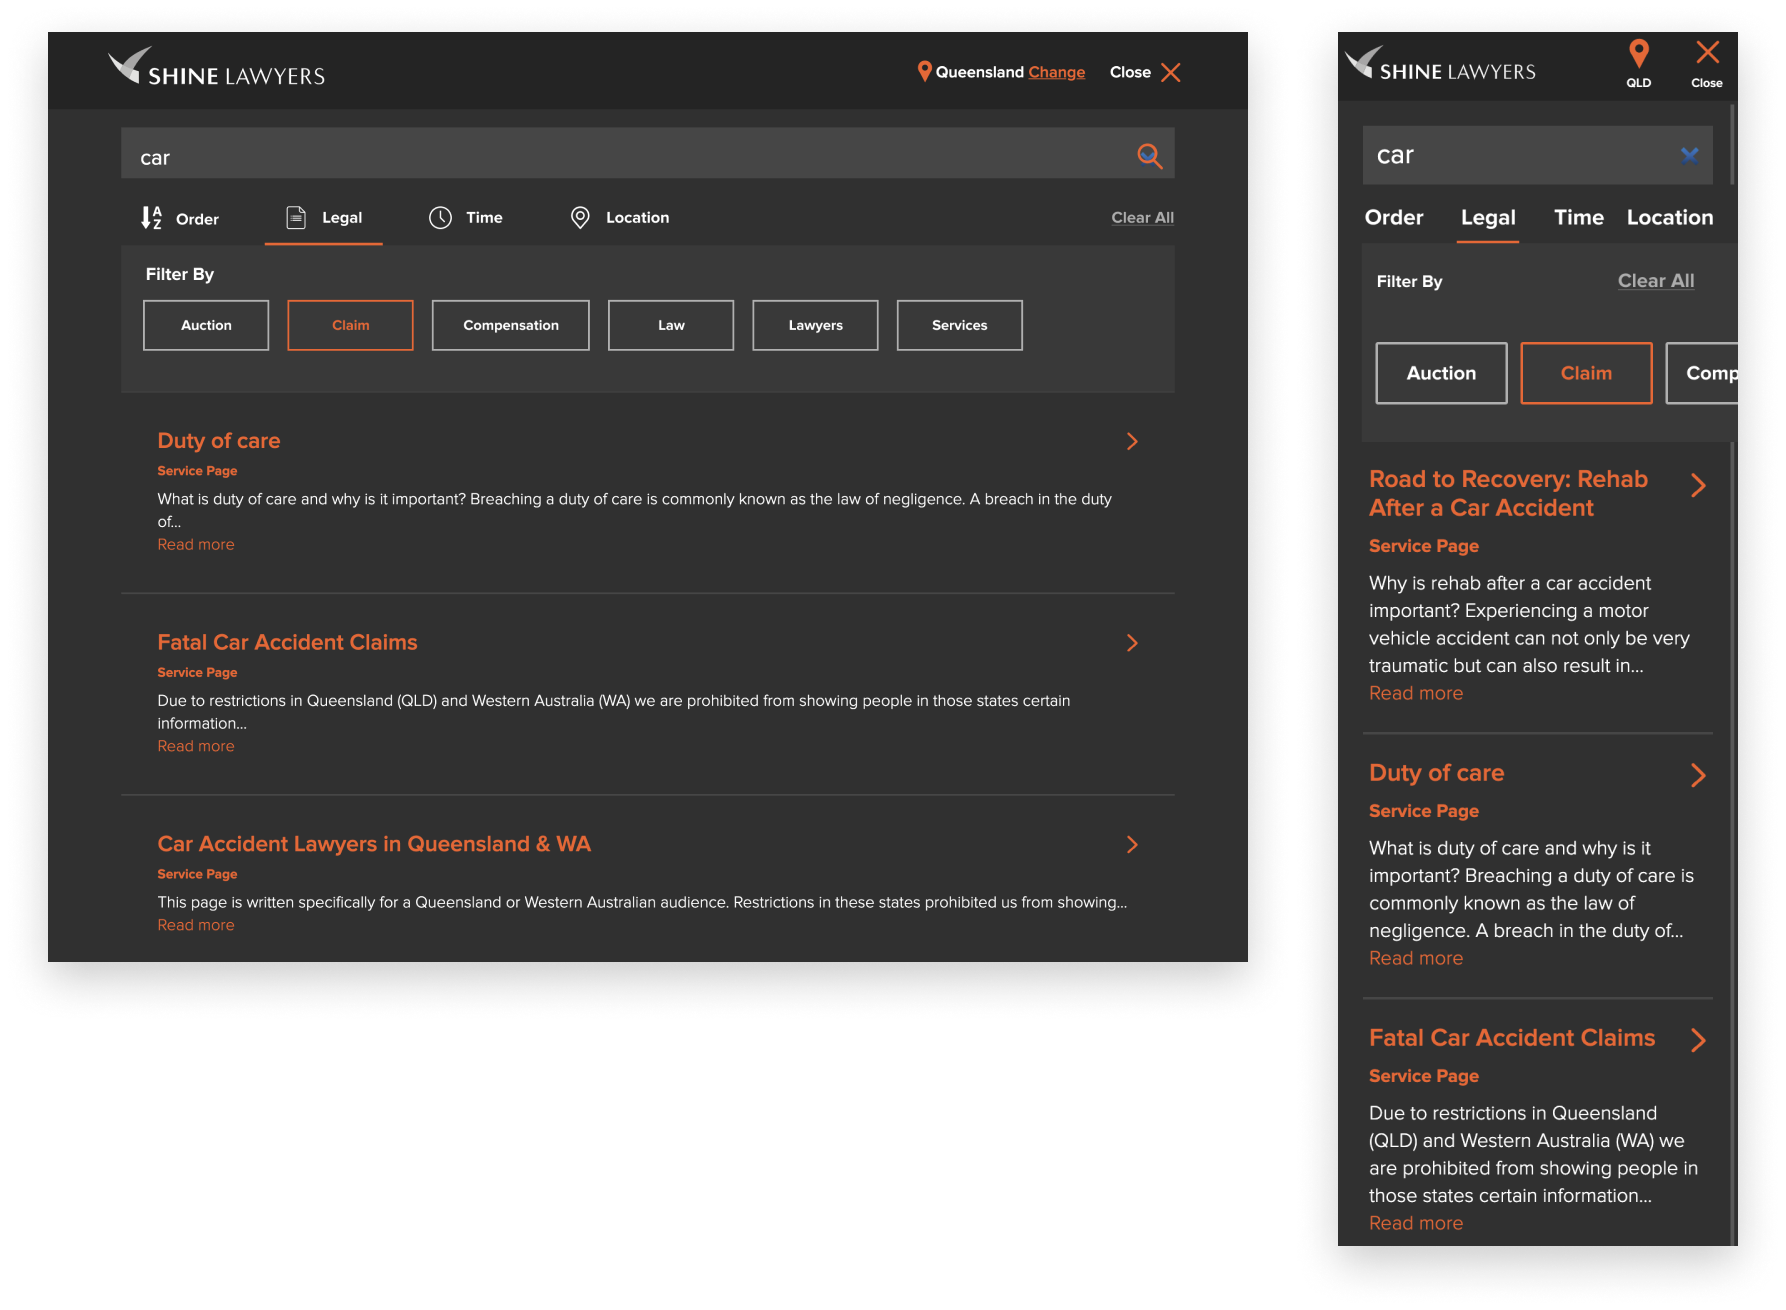 SHINE LAWYERS
Queensland Change Close
car
A
Z
Order Legal Time Location Clear All
Filter By
Auction Claim Compensation Law Lawyers Services
Duty of care
Service Page
What is duty of care and why is it important? Breaching a duty of care is commonly known as the law of negligence. A breach in the duty
of...
Read more
Fatal Car Accident Claims
Service Page
Due to restrictions in Queensland (QLD) and Western Australia (WA) we are prohibited from showing people in those states certain
information...
Read more
Car Accident Lawyers in Queensland & WA
Service Page
This page is written specifically for a Queensland or Western Australian audience. Restrictions in these states prohibited us from showing...
Read more
SHINE LAWYERS
QLD Close
car
Order Legal Time Location
Filter By Clear All
Auction Claim Comp
Road to Recovery: Rehab
After a Car Accident
Service Page
Why is rehab after a car accident
important? Experiencing a motor
vehicle accident can not only be very
traumatic but can also result in...
Read more
Duty of care
Service Page
What is duty of care and why is it
important? Breaching a duty of care is
commonly known as the law of
negligence. A breach in the duty of...
Read more
Fatal Car Accident Claims
Service Page
Due to restrictions in Queensland
(QLD) and Western Australia (WA) we
are prohibited from showing people in
those states certain information...
Read more